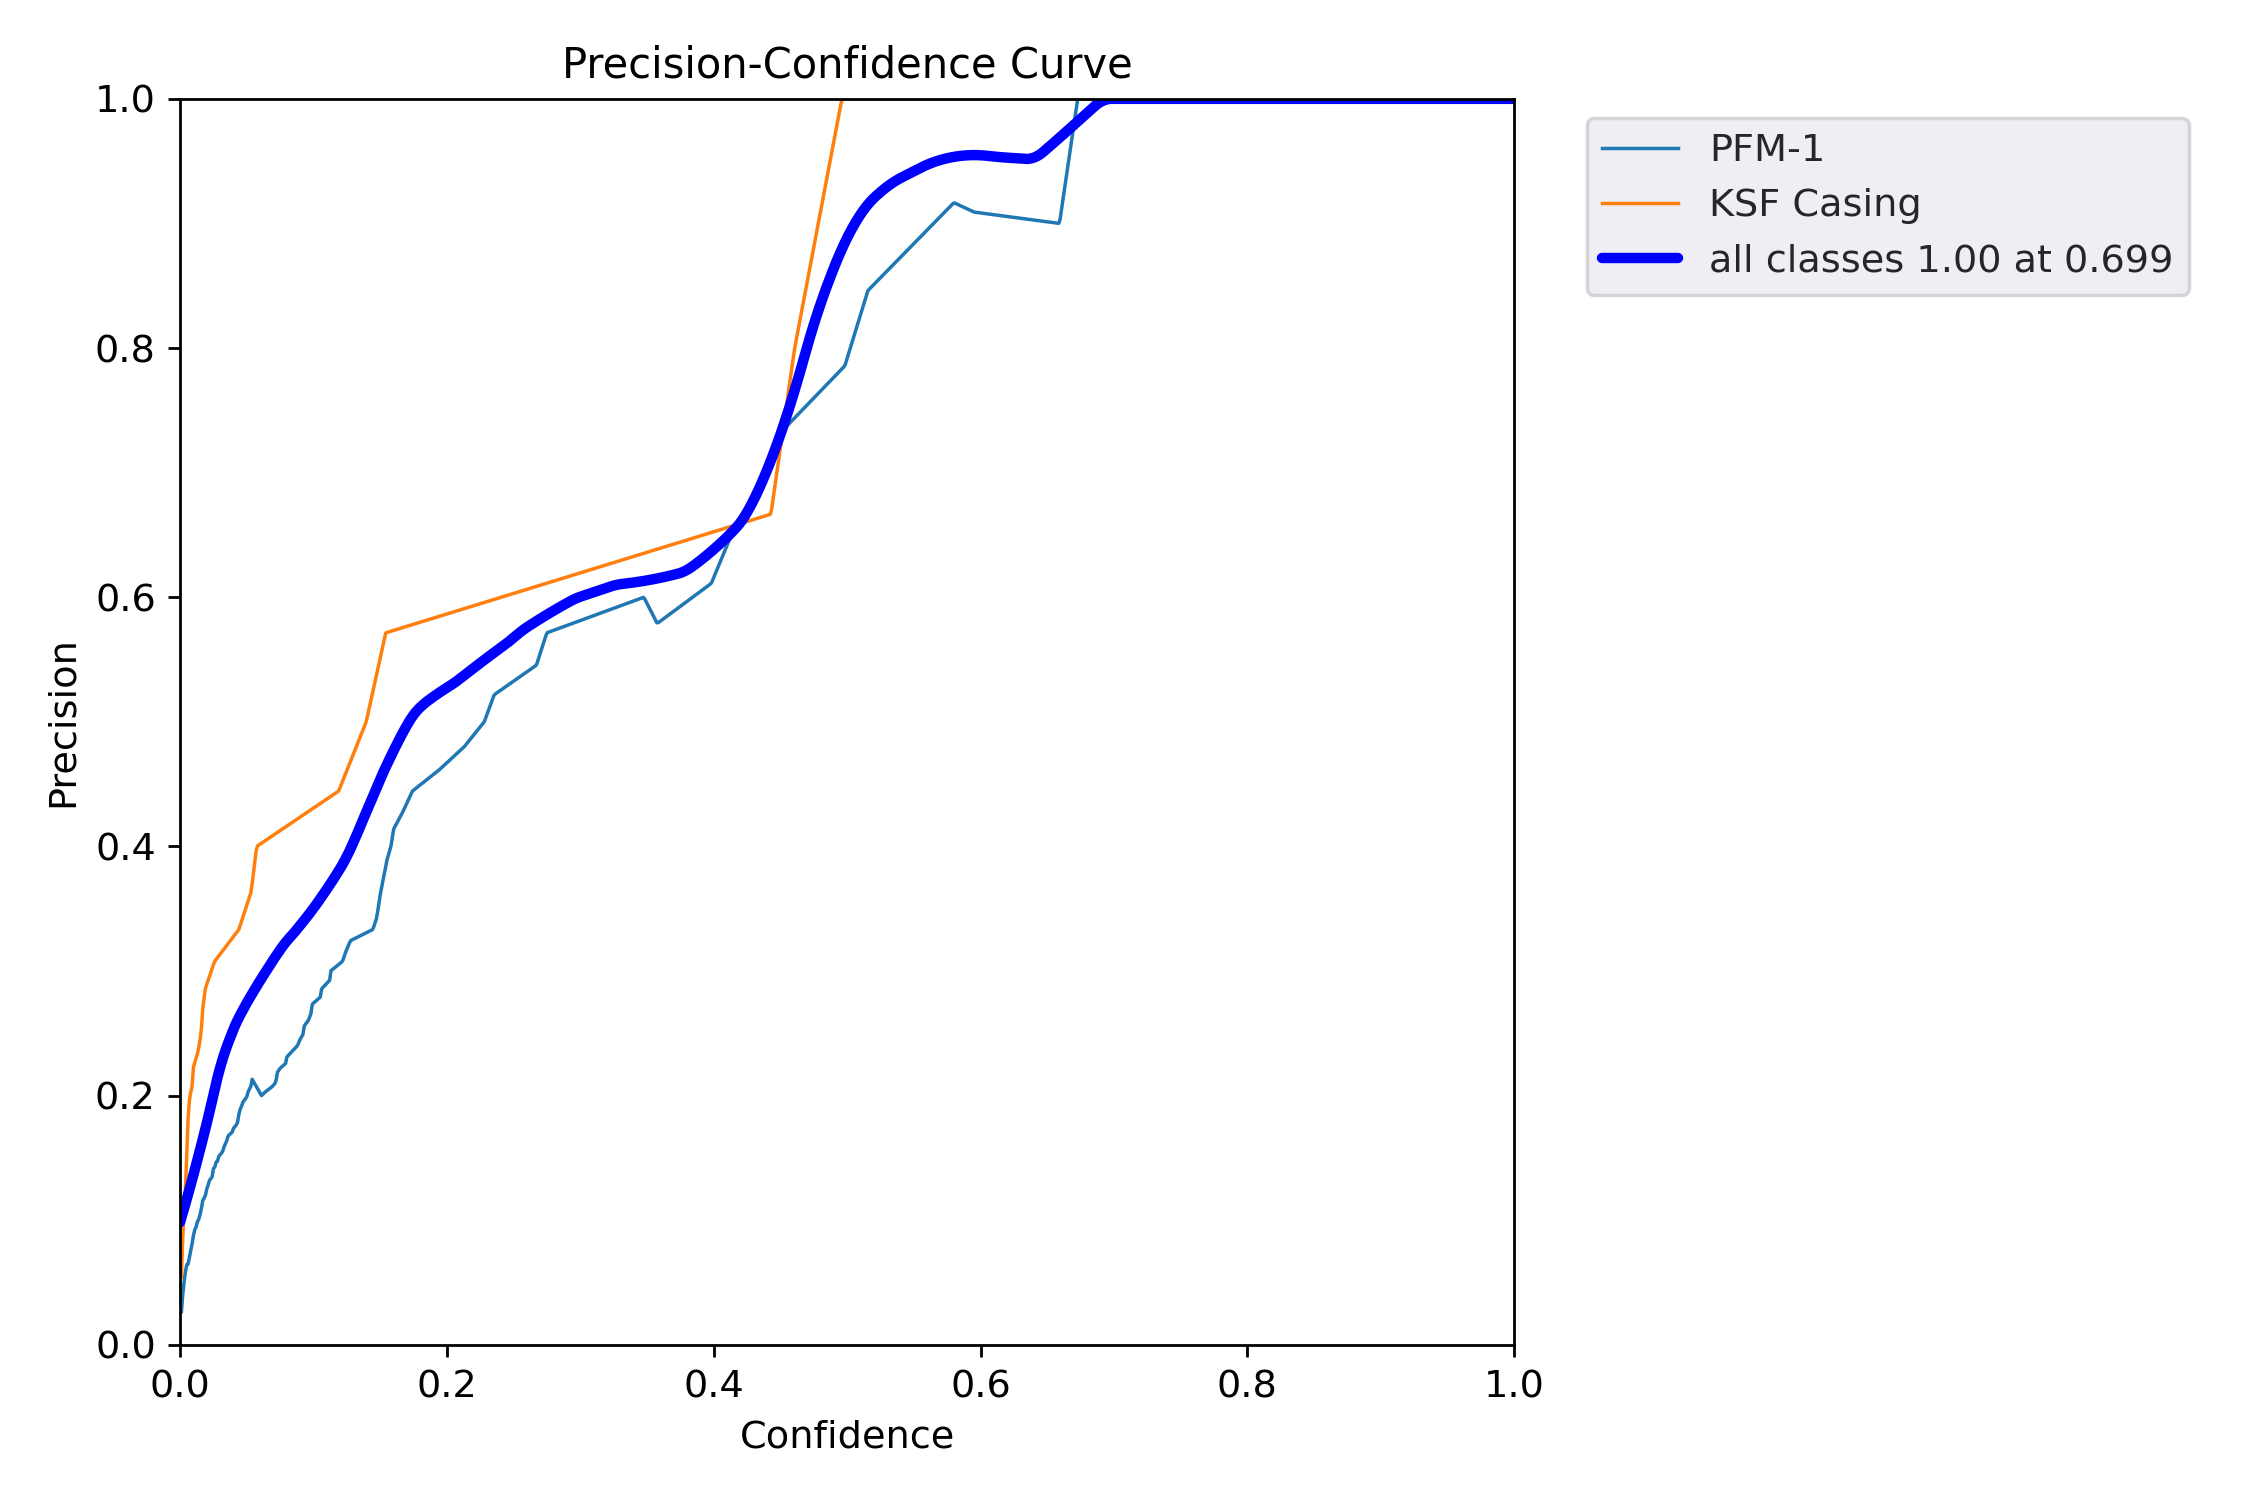 Precision-Confidence Curve
1.0
0.8
0.6
0.4
0.2
0.0
Precision
0.0 0.2 0.4 0.6 0.8 1.0
Confidence
PFM-1
KSF Casing
all classes 1.00 at 0.699